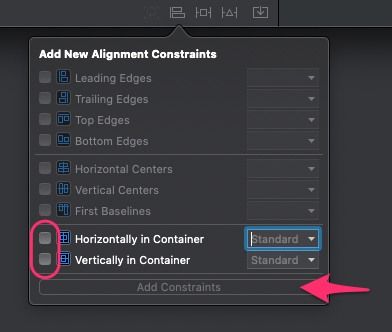 Add New Alignment Constraints
Leading Edges
Trailing Edges
Top Edges
Bottom Edges
Horizontal Centers
Vertical Centers
First Baselines
Horizontally in Container Standard
Vertically in Container Standard
Add Constraints